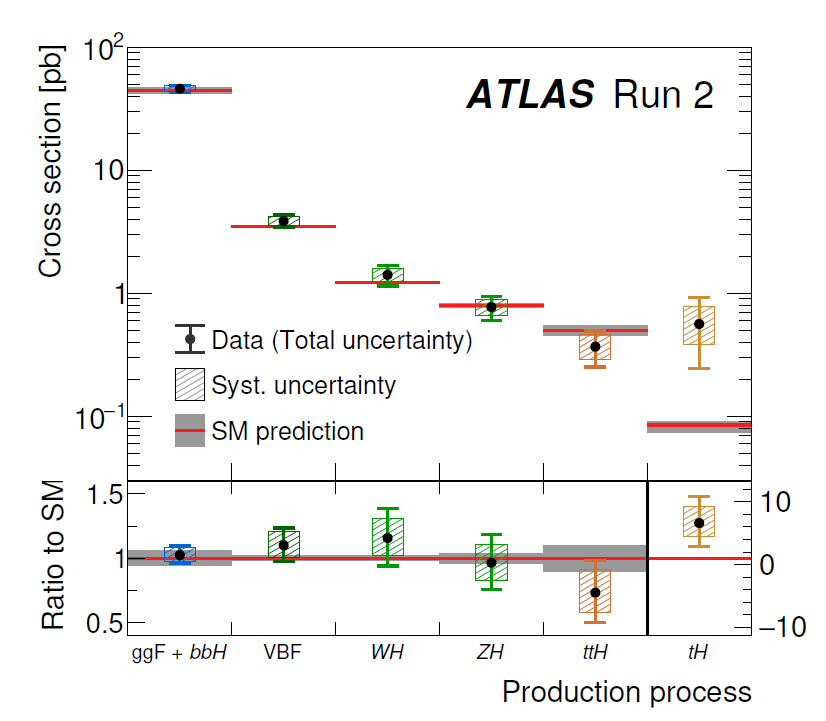 Cross section [pb]
10²
10
1
10⁻¹
ATLAS Run 2
Data (Total uncertainty)
Syst. uncertainty
SM prediction
Ratio to SM
1.5
1
0.5
10
0
−10
ggF + bbH VBF WH ZH ttH tH
Production process